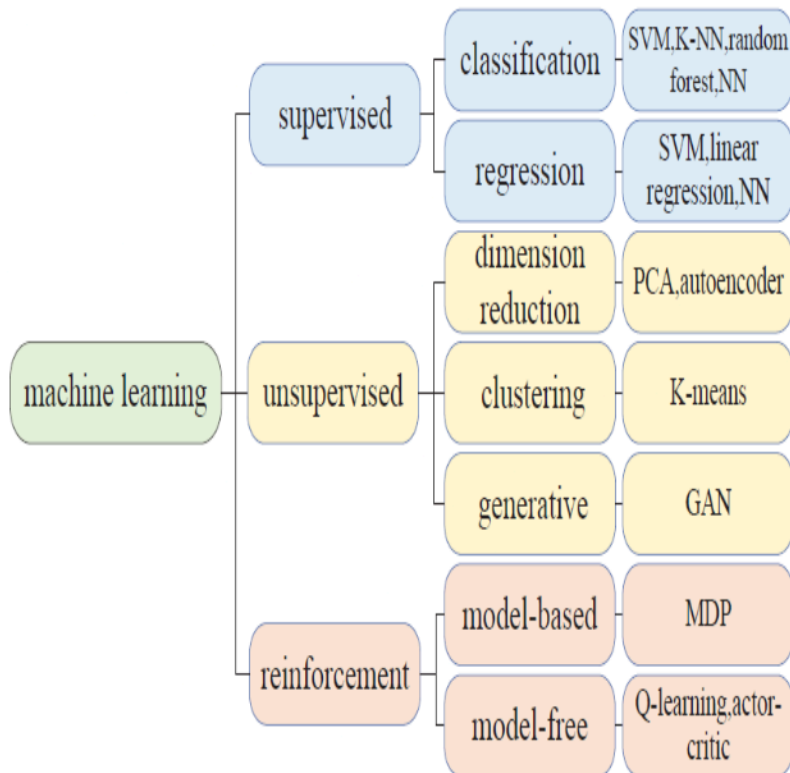 machine learning
supervised
classification
SVM,K-NN,random
forest,NN
regression
SVM,linear
regression,NN
unsupervised
dimension
reduction
PCA,autoencoder
clustering
K-means
generative
GAN
reinforcement
model-based
MDP
model-free
Q-learning,actor-
critic